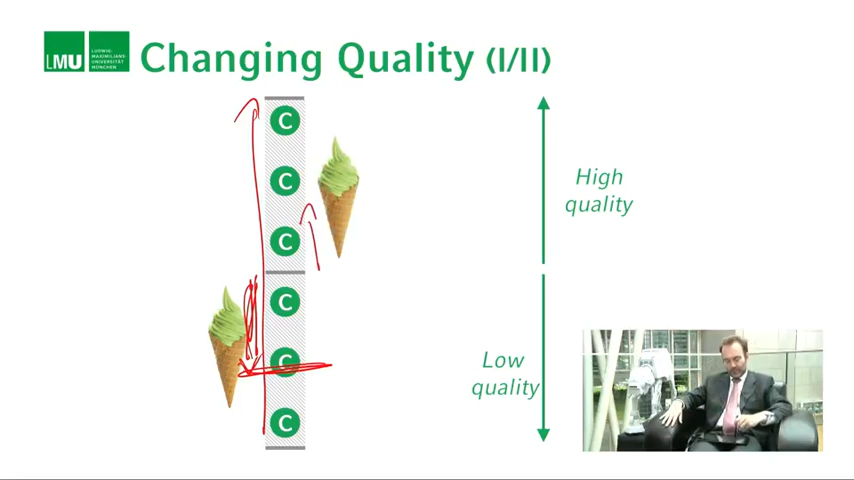 LMU
LUDWIG-
MAXIMILIANS-
UNIVERSITÄT
MÜNCHEN
Changing Quality (I/II)
C
C
C
C
C
C
High
quality
Low
quality